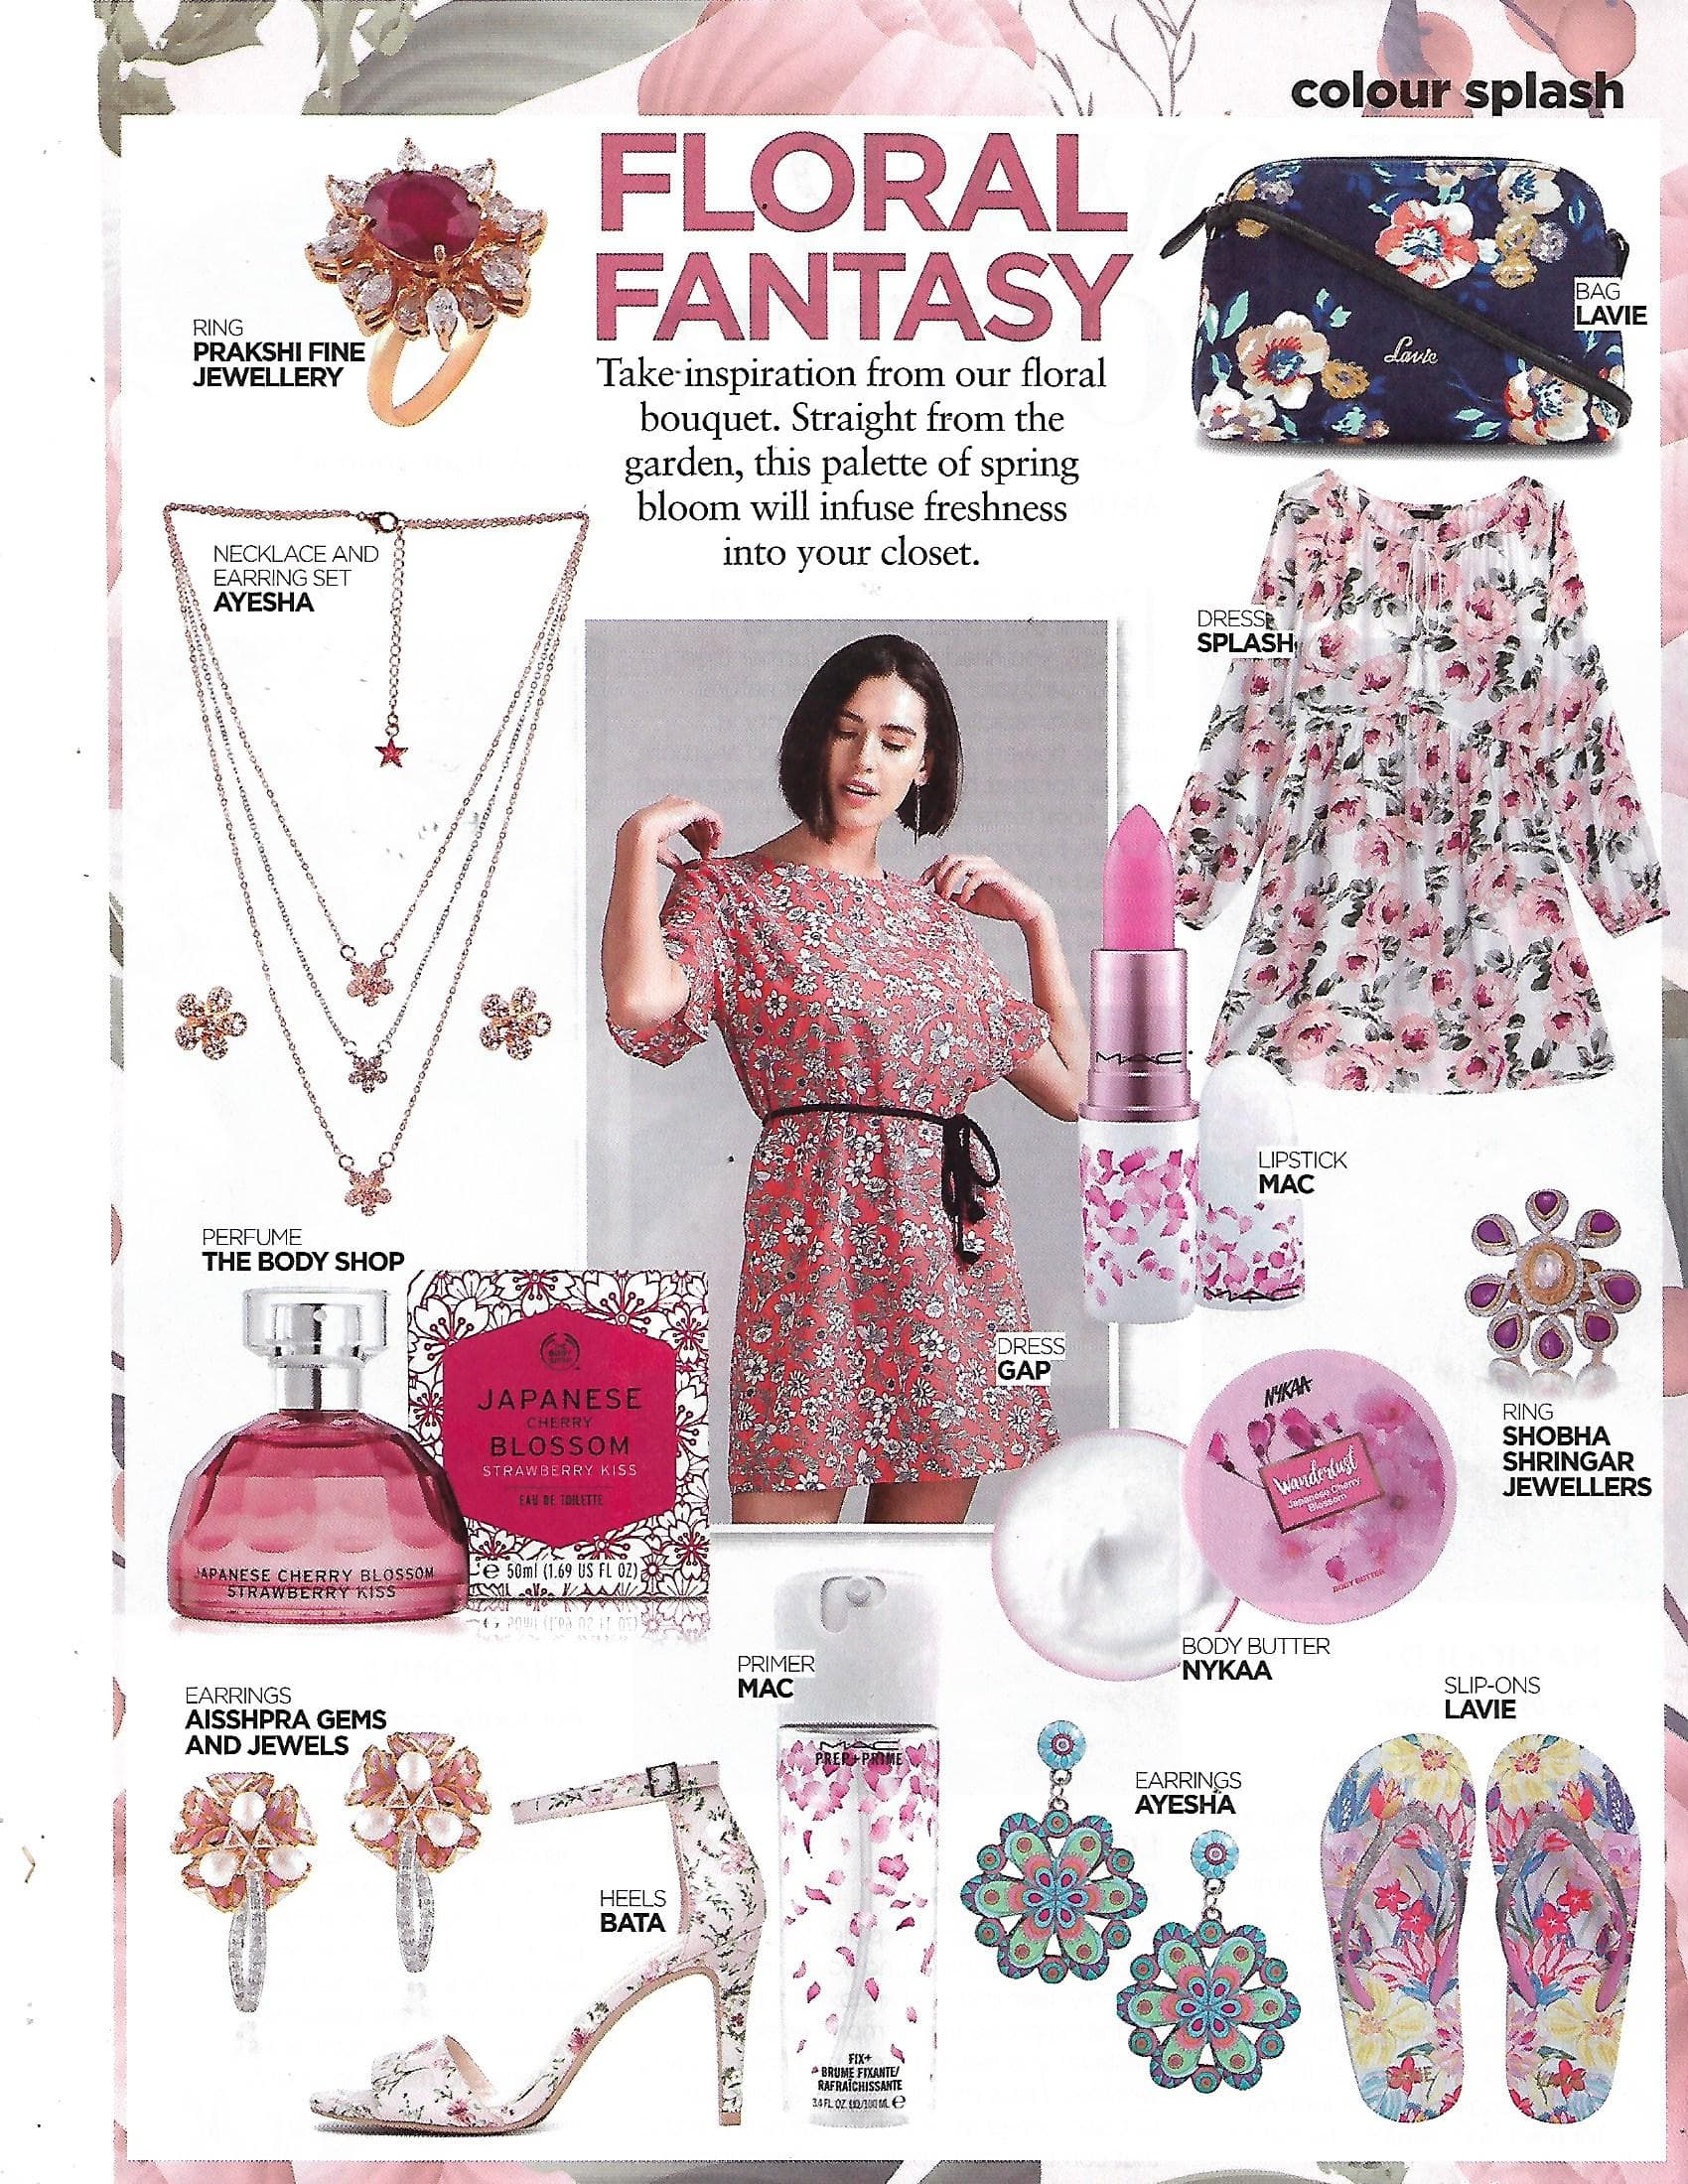 colour splash
FLORAL
FANTASY
Take inspiration from our floral
bouquet. Straight from the
garden, this palette of spring
bloom will infuse freshness
into your closet.
RING
PRAKSHI FINE
JEWELLERY
BAG
LAVIE
Lavie
NECKLACE AND
EARRING SET
AYESHA
DRESS
SPLASH
MAC
LIPSTICK
MAC
MAC
PERFUME
THE BODY SHOP
THE BODY SHOP
JAPANESE
CHERRY
BLOSSOM
STRAWBERRY KISS
EAU DE TOILETTE
e 50ml (1.69 US FL OZ)
JAPANESE CHERRY BLOSSOM
STRAWBERRY KISS
DRESS
GAP
NYKAA
Wanderlust
Japanese Cherry
Blossom
BODY BUTTER
RING
SHOBHA
SHRINGAR
JEWELLERS
BODY BUTTER
NYKAA
PRIMER
MAC
MAC
PREP+PRIME
FIX+
BRUME FIXANTE/
RAFRAÎCHISSANTE
3.4 FL. OZ. US/100 ML e
EARRINGS
AISSHPRA GEMS
AND JEWELS
HEELS
BATA
EARRINGS
AYESHA
SLIP-ONS
LAVIE